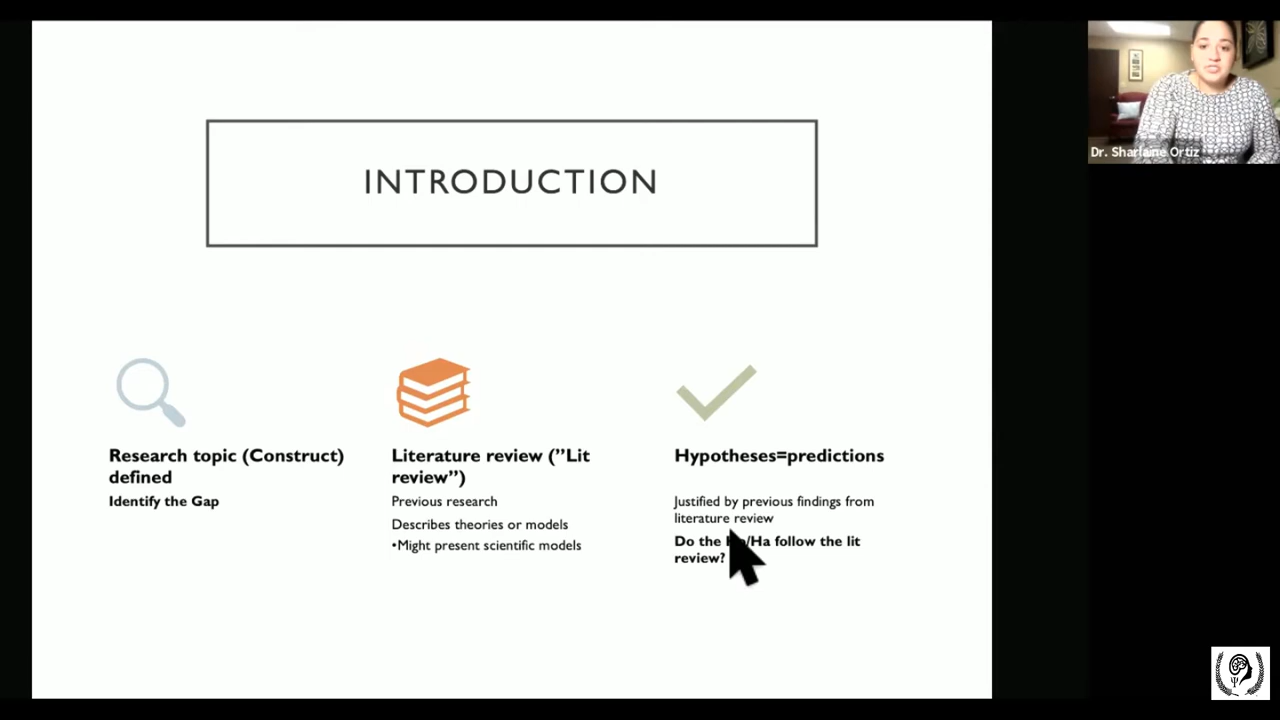 INTRODUCTION
Research topic (Construct)
defined
Identify the Gap
Literature review (”Lit
review”)
Previous research
Describes theories or models
•Might present scientific models
Hypotheses=predictions
Justified by previous findings from
literature review
Do the /Ha follow the lit
review?
Dr. Sharlaine Ortiz
Ψ